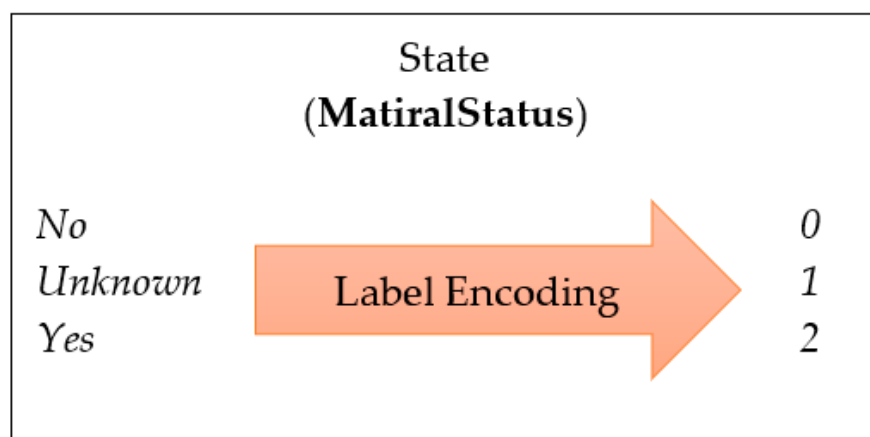 State
(MatiralStatus)
No 0
Unknown Label Encoding 1
Yes 2